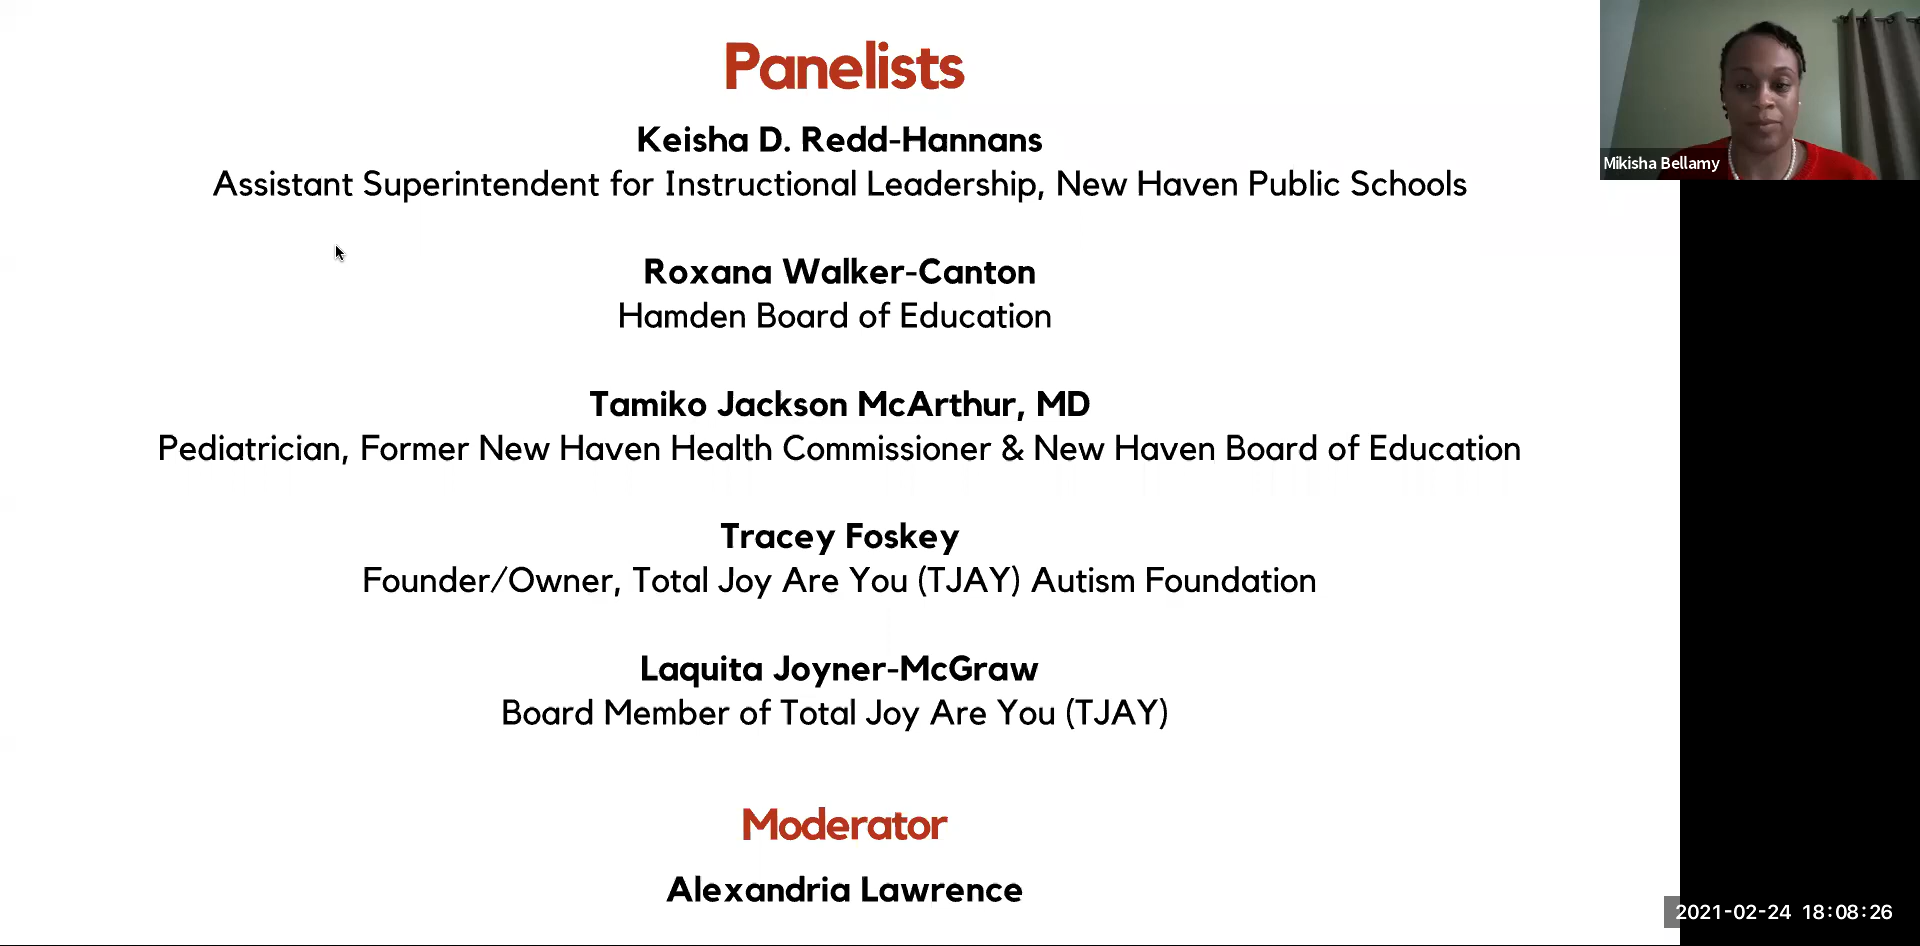 Panelists
Keisha D. Redd-Hannans
Assistant Superintendent for Instructional Leadership, New Haven Public Schools
Roxana Walker-Canton
Hamden Board of Education
Tamiko Jackson McArthur, MD
Pediatrician, Former New Haven Health Commissioner & New Haven Board of Education
Tracey Foskey
Founder/Owner, Total Joy Are You (TJAY) Autism Foundation
Laquita Joyner-McGraw
Board Member of Total Joy Are You (TJAY)
Moderator
Alexandria Lawrence
Mikisha Bellamy
2021-02-24 18:08:26